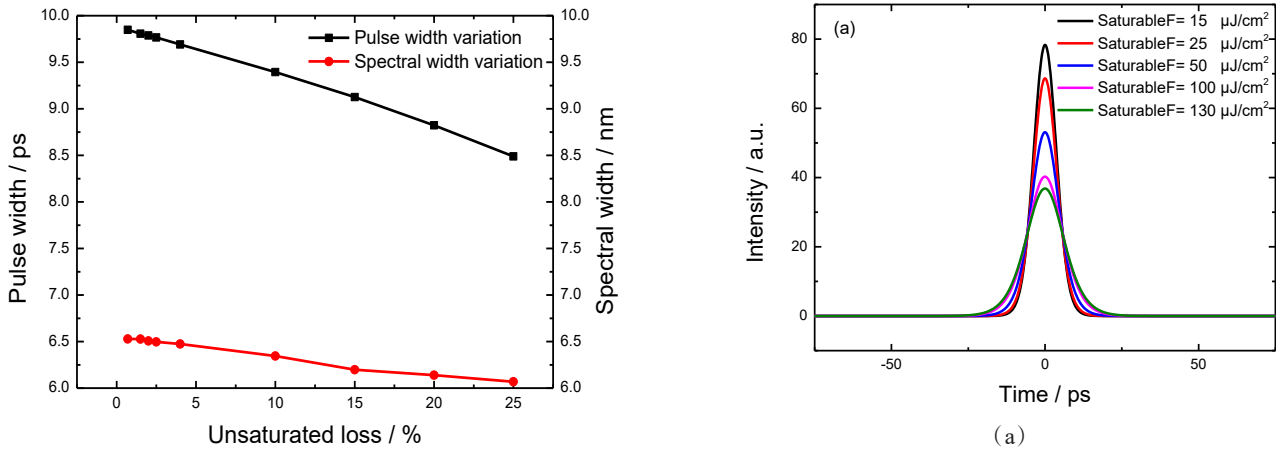 10.0
9.5
9.0
8.5
8.0
7.5
7.0
6.5
6.0
Pulse width / ps
Pulse width variation
Spectral width variation
10.0
9.5
9.0
8.5
8.0
7.5
7.0
6.5
6.0
Spectral width / nm
0 5 10 15 20 25
Unsaturated loss / %
(a)
SaturableF= 15 μJ/cm²
SaturableF= 25 μJ/cm²
SaturableF= 50 μJ/cm²
SaturableF= 100 μJ/cm²
SaturableF= 130 μJ/cm²
80
60
40
20
0
Intensity / a.u.
-50 0 50
Time / ps
(a)